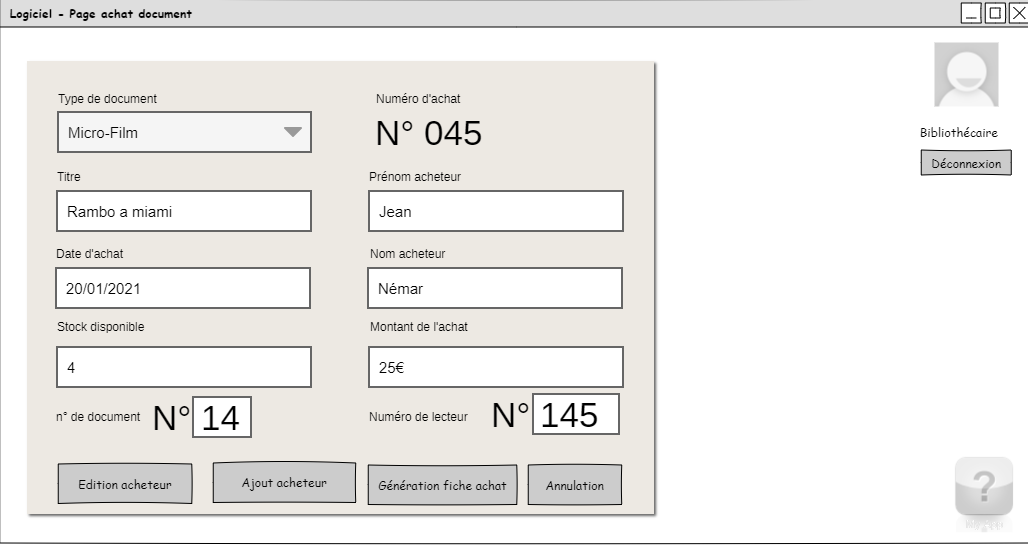 Logiciel - Page achat document
Bibliothécaire
Déconnexion
Type de document
Micro-Film
Numéro d'achat
N° 045
Titre
Rambo a miami
Prénom acheteur
Jean
Date d'achat
20/01/2021
Nom acheteur
Némar
Stock disponible
4
Montant de l'achat
25€
n° de document N° 14
Numéro de lecteur N° 145
Edition acheteur
Ajout acheteur
Génération fiche achat
Annulation
?